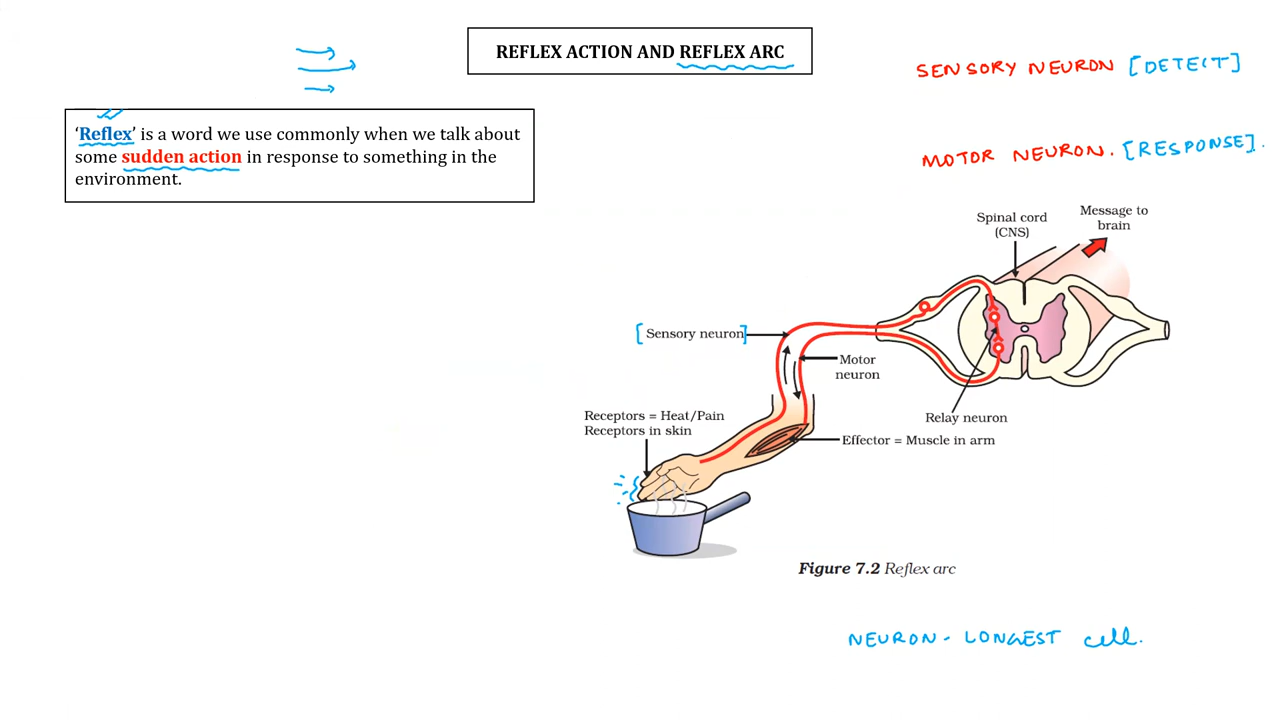 REFLEX ACTION AND REFLEX ARC
SENSORY NEURON [DETECT]
‘Reflex’ is a word we use commonly when we talk about
some sudden action in response to something in the
environment.
MOTOR NEURON. [RESPONSE].
Spinal cord
(CNS)
Message to
brain
[Sensory neuron]
Motor
neuron
Receptors = Heat/Pain
Receptors in skin
Relay neuron
Effector = Muscle in arm
Figure 7.2 Reflex arc
NEURON - LONGEST cell.